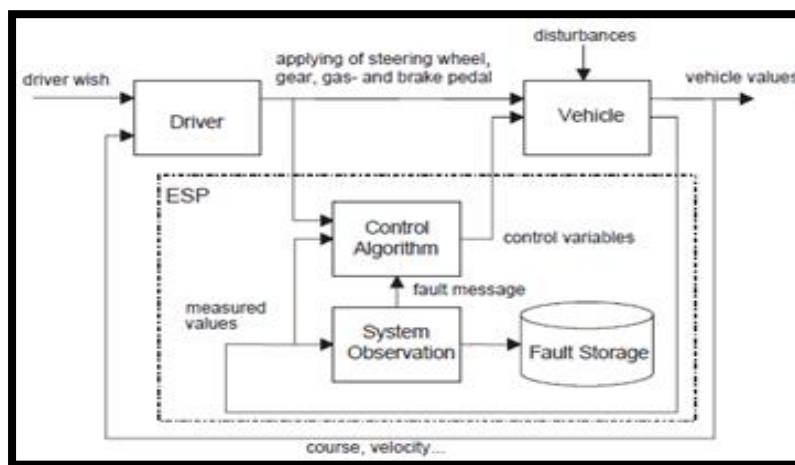 disturbances
applying of steering wheel,
gear, gas- and brake pedal
driver wish
vehicle values
Driver
Vehicle
ESP
Control
Algorithm
control variables
fault message
measured
values
System
Observation
Fault Storage
course, velocity...